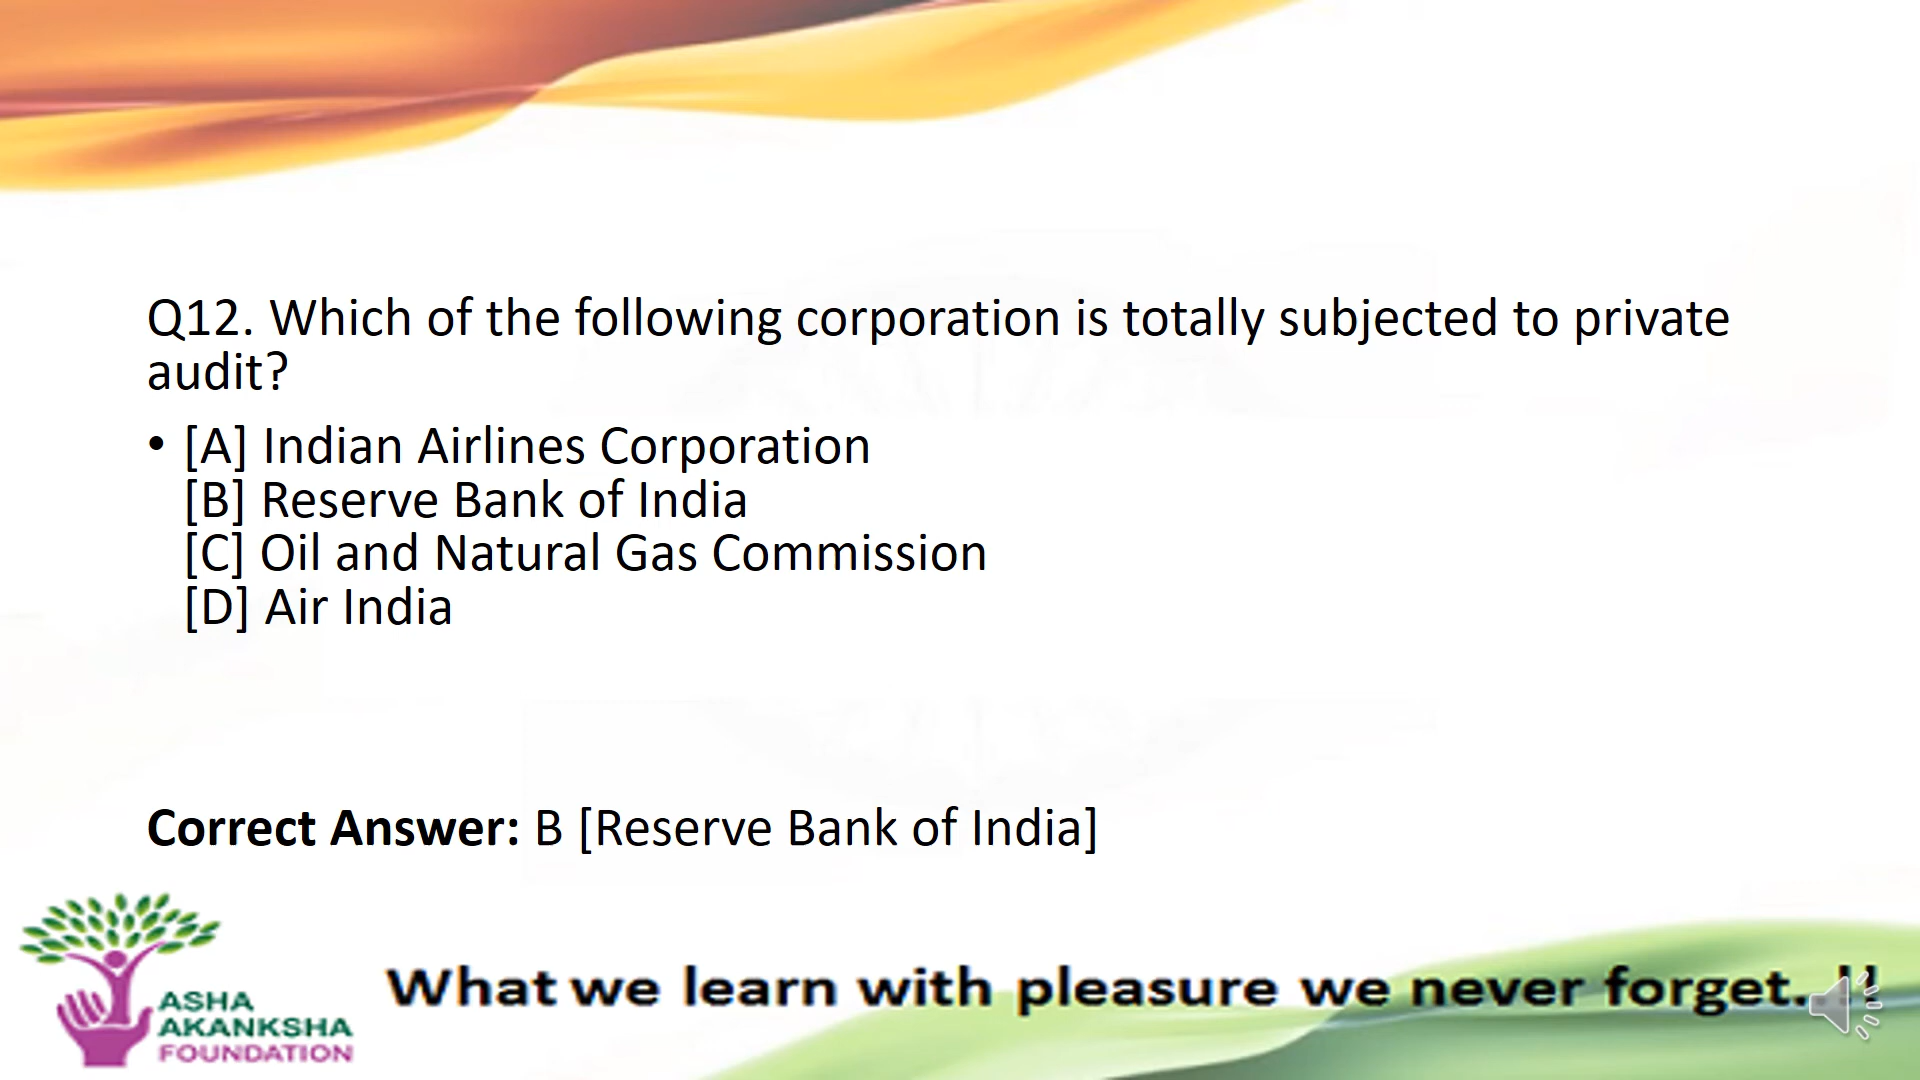 Q12. Which of the following corporation is totally subjected to private
audit?
• [A] Indian Airlines Corporation
[B] Reserve Bank of India
[C] Oil and Natural Gas Commission
[D] Air India
Correct Answer: B [Reserve Bank of India]
What we learn with pleasure we never forget...!!
ASHA
AKANKSHA
FOUNDATION